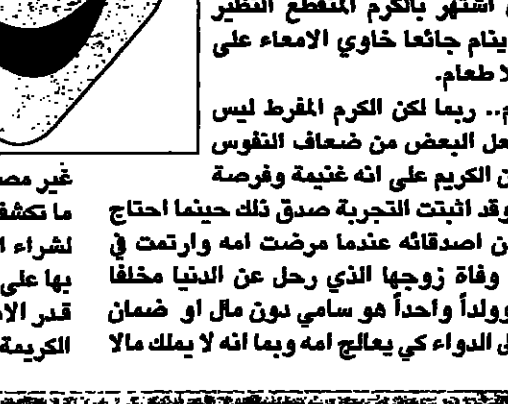 اشتهر بالكرم المنقطع النظير
ينام جائعا خاوي الامعاء على
لا طعام.
م.. ربما لكن الكرم المفرط ليس
عل البعض من ضعاف النفوس
ن الكريم على انه غنيمة وفرصة
وقد اثبتت التجربة صدق ذلك حينما احتاج
ن اصدقائه عندما مرضت امه وارتمت في
وفاة زوجها الذي رحل عن الدنيا مخلفا
وولداً واحداً هو سامي بدون مال او ضمان
الدواء كي يعالج امه وبما انه لا يملك مالا
غير مص
ما تكشف
لشراء ا
بها على
قدر الا
الكريمة